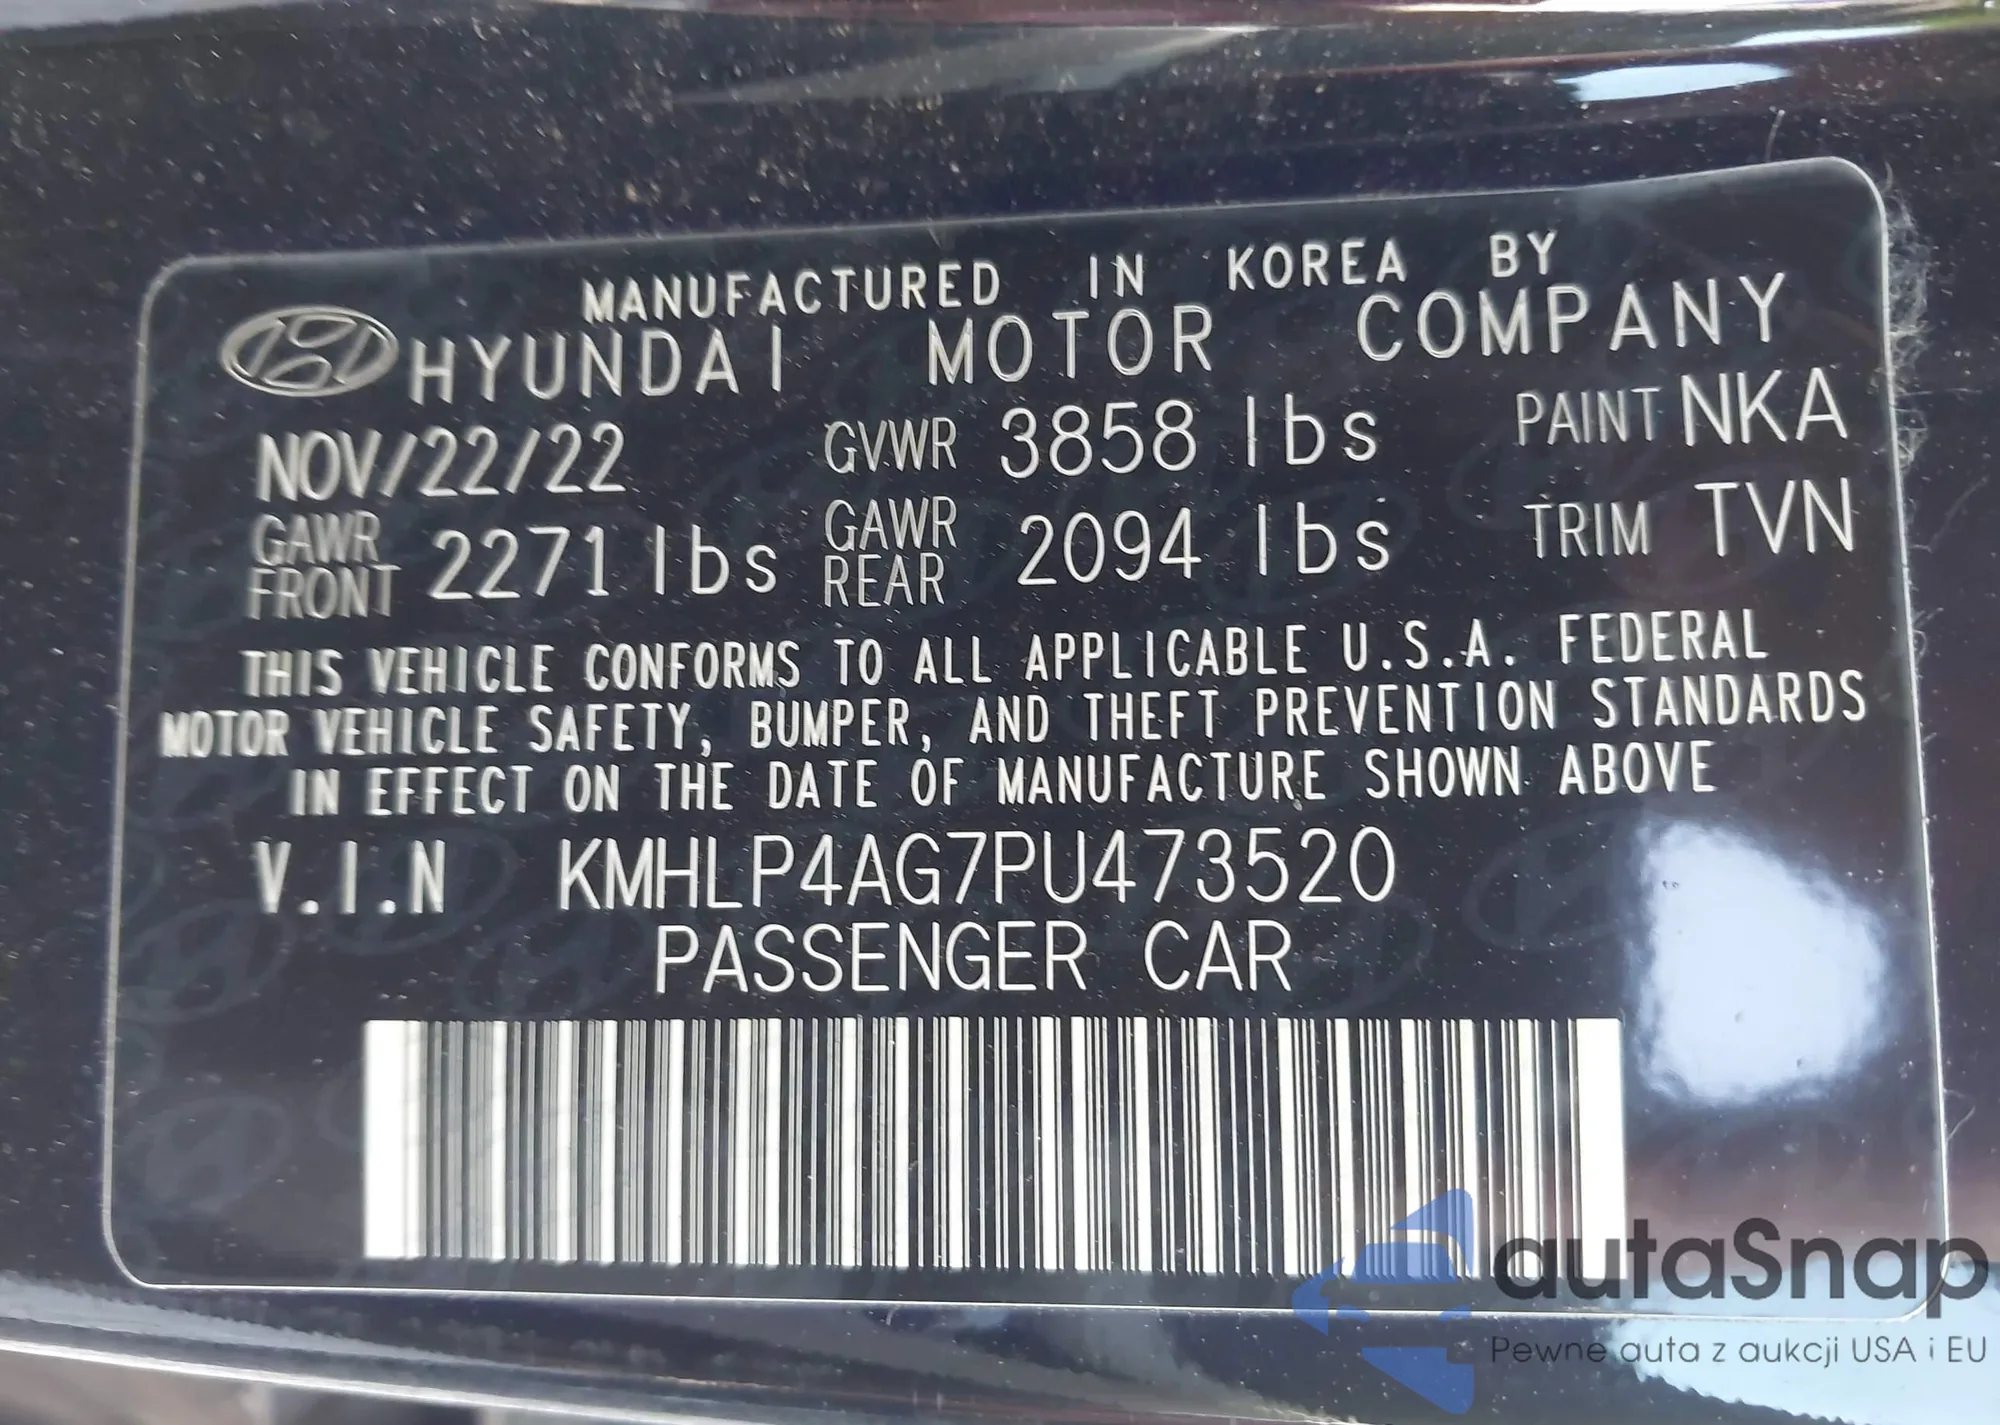 MANUFACTURED IN KOREA BY
HYUNDAI MOTOR COMPANY
NOV/22/22 GVWR 3858 lbs PAINT NKA
GAWR FRONT 2271 lbs GAWR REAR 2094 lbs TRIM TVN
THIS VEHICLE CONFORMS TO ALL APPLICABLE U.S.A. FEDERAL
MOTOR VEHICLE SAFETY, BUMPER, AND THEFT PREVENTION STANDARDS
IN EFFECT ON THE DATE OF MANUFACTURE SHOWN ABOVE
V.I.N KMHLP4AG7PU473520
PASSENGER CAR
autaSnap
Pewne auta z aukcji USA i EU